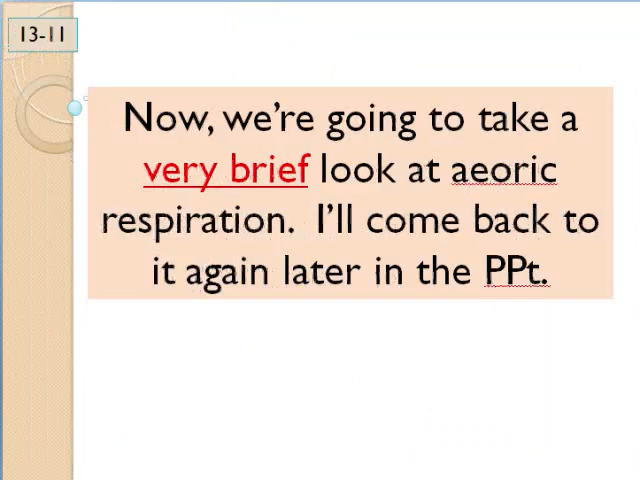 13-11
Now, we're going to take a
very brief look at aeoric
respiration.  I'll come back to
it again later in the PPt.